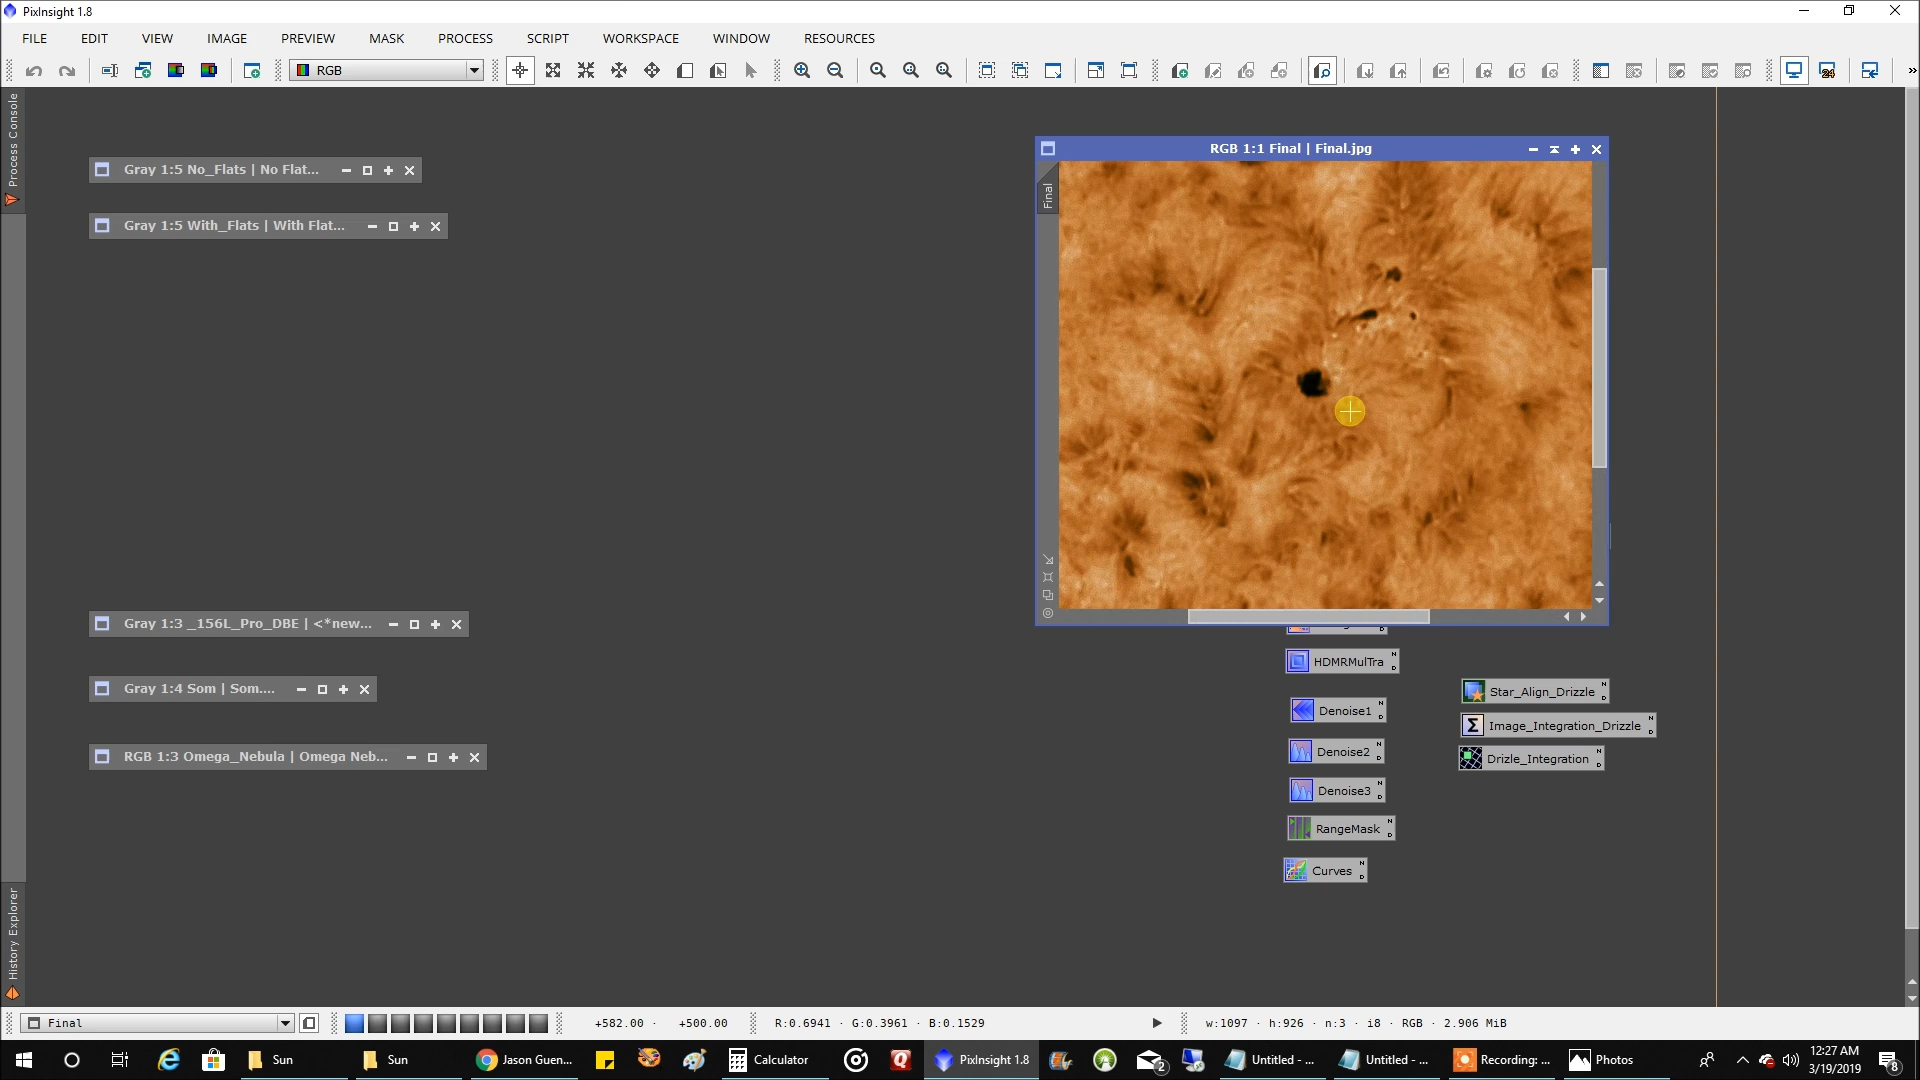 PixInsight 1.8
FILE EDIT VIEW IMAGE PREVIEW MASK PROCESS SCRIPT WORKSPACE WINDOW RESOURCES
RGB
24
Process Console
Gray 1:5 No_Flats | No Flat...
Gray 1:5 With_Flats | With Flat...
RGB 1:1 Final | Final.jpg
Final
Gray 1:3 _156L_Pro_DBE | <*new...
Gray 1:4 Som | Som....
RGB 1:3 Omega_Nebula | Omega Neb...
HDMRMulTra N D
Denoise1 N D
Denoise2 N D
Denoise3 N D
RangeMask N D
Curves N D
Star_Align_Drizzle N D
Image_Integration_Drizzle N D
Drizle_Integration N D
History Explorer
Final
+582.00 · +500.00
R:0.6941 · G:0.3961 · B:0.1529
w:1097 · h:926 · n:3 · i8 · RGB · 2.906 MiB
Sun
Sun
Jason Guen...
Calculator
PixInsight 1.8
2
Untitled - ...
Untitled - ...
Recording: ...
Photos
12:27 AM
3/19/2019
8